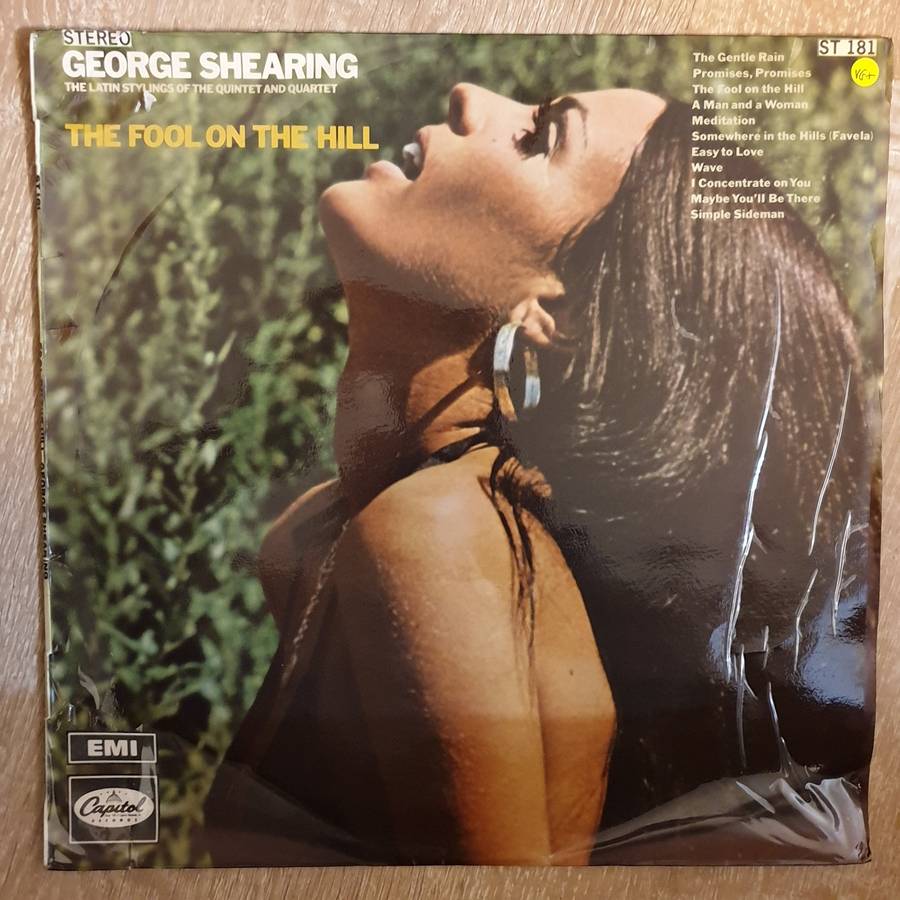 STEREO
GEORGE SHEARING
THE LATIN STYLINGS OF THE QUINTET AND QUARTET
THE FOOL ON THE HILL
ST 181
VG+
The Gentle Rain
Promises, Promises
The Fool on the Hill
A Man and a Woman
Meditation
Somewhere in the Hills (Favela)
Easy to Love
Wave
I Concentrate on You
Maybe You'll Be There
Simple Sideman
EMI
Capitol
RECORDS